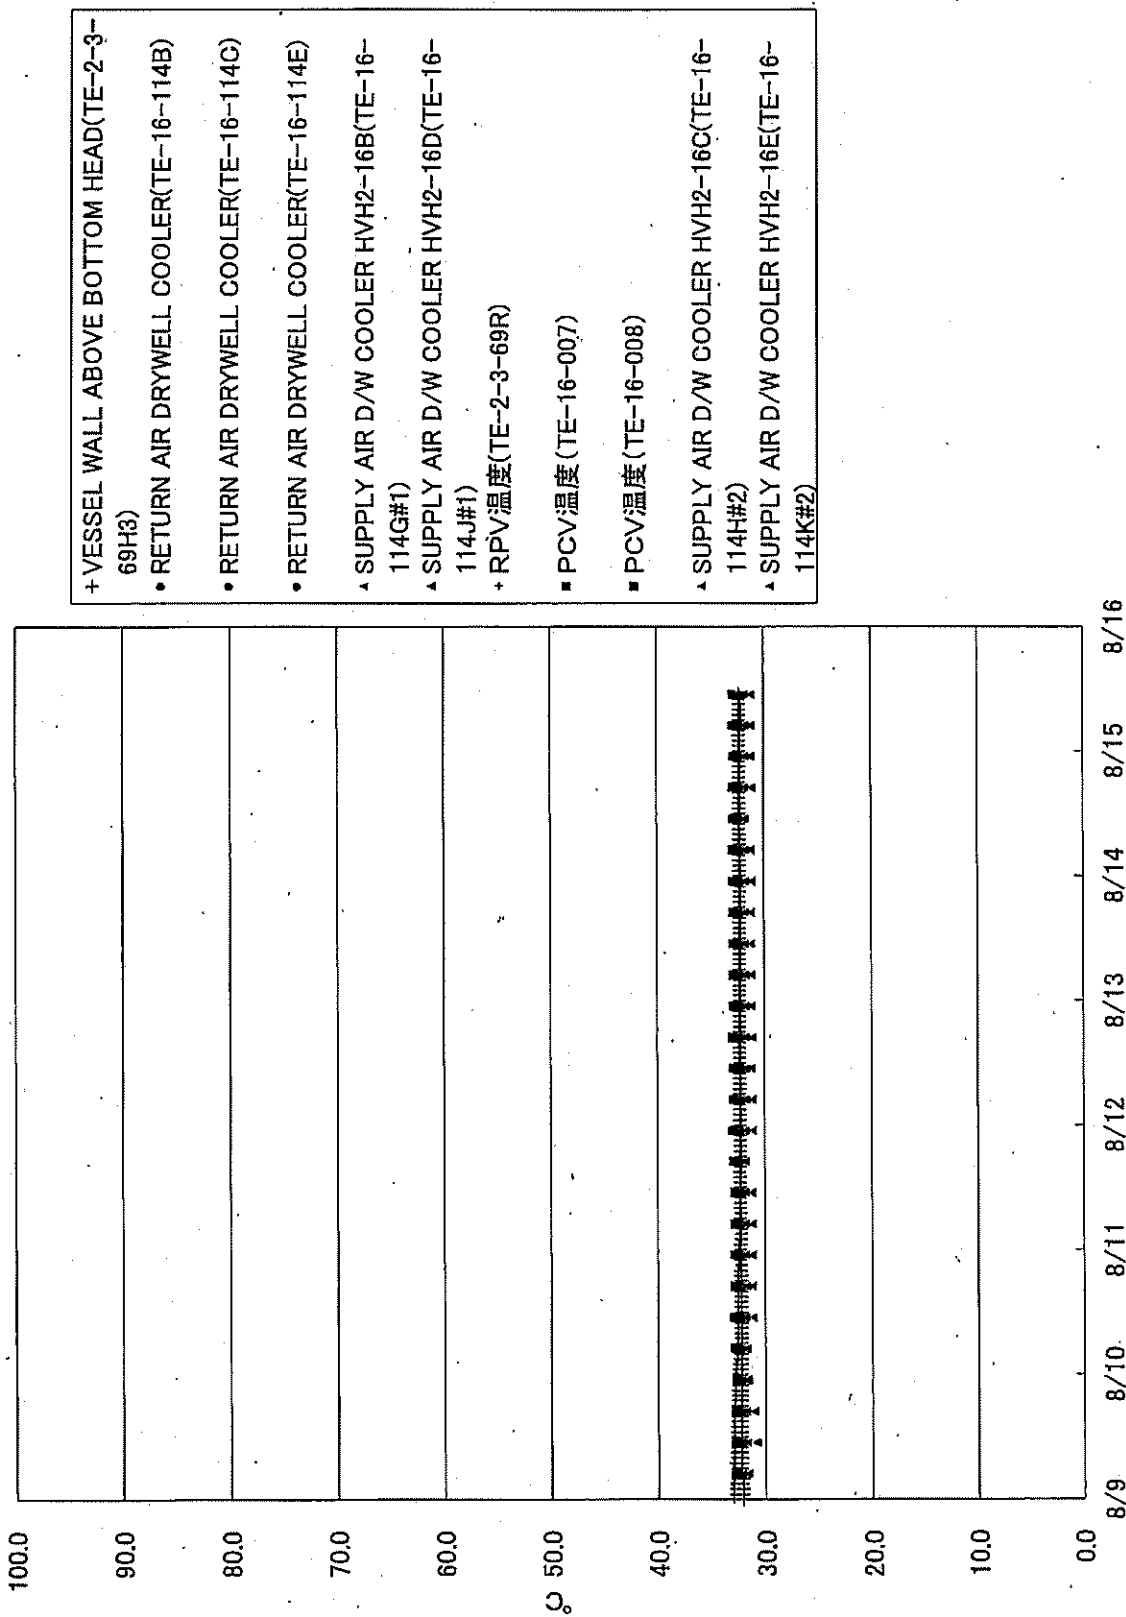 100.0
90.0
80.0
70.0
60.0
50.0
40.0
30.0
20.0
10.0
0.0
℃
8/9
8/10
8/11
8/12
8/13
8/14
8/15
8/16
+ VESSEL WALL ABOVE BOTTOM HEAD(TE-2-3-
69H3)
• RETURN AIR DRYWELL COOLER(TE-16-114B)
• RETURN AIR DRYWELL COOLER(TE-16-114C)
• RETURN AIR DRYWELL COOLER(TE-16-114E)
▲ SUPPLY AIR D/W COOLER HVH2-16B(TE-16-
114G#1)
▲ SUPPLY AIR D/W COOLER HVH2-16D(TE-16-
114J#1)
+ RPV温度(TE-2-3-69R)
■ PCV温度(TE-16-007)
■ PCV温度(TE-16-008)
▲ SUPPLY AIR D/W COOLER HVH2-16C(TE-16-
114H#2)
▲ SUPPLY AIR D/W COOLER HVH2-16E(TE-16-
114K#2)